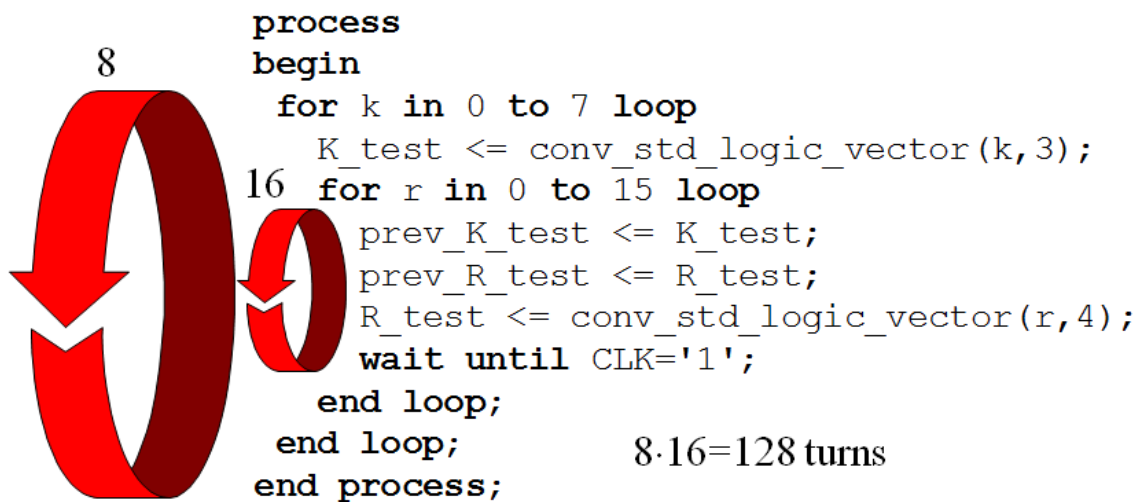 process
8
begin
for k in 0 to 7 loop
K_test <= conv_std_logic_vector(k,3);
16
for r in 0 to 15 loop
prev_K_test <= K_test;
prev_R_test <= R_test;
R_test <= conv_std_logic_vector(r,4);
wait until CLK='1';
end loop;
end loop;
8·16=128 turns
end process;